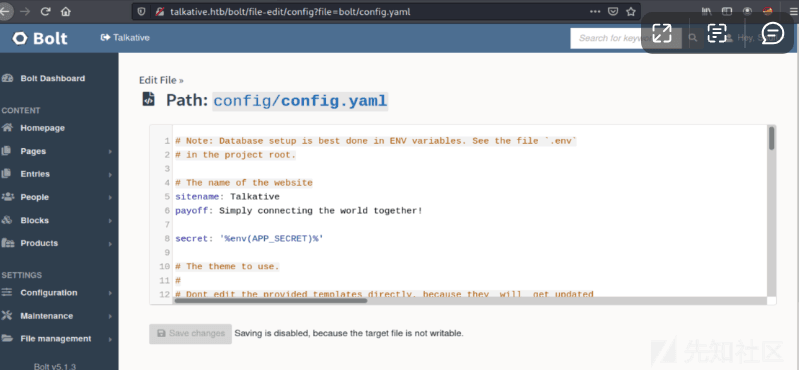 talkative.htb/bolt/file-edit/config?file=bolt/config.yaml
Bolt
Talkative
Search for keywo
Hey,
Bolt Dashboard
CONTENT
Homepage
Pages
Entries
People
Blocks
Products
SETTINGS
Configuration
Maintenance
File management
Bolt v5.1.3
Edit File »
Path: config/config.yaml
1 # Note: Database setup is best done in ENV variables. See the file `.env`
2 # in the project root.
3
4 # The name of the website
5 sitename: Talkative
6 payoff: Simply connecting the world together!
7
8 secret: '%env(APP_SECRET)%'
9
10 # The theme to use.
11 #
12 # Dont edit the provided templates directly, because they _will_ get updated
Save changes
Saving is disabled, because the target file is not writable.
先知社区